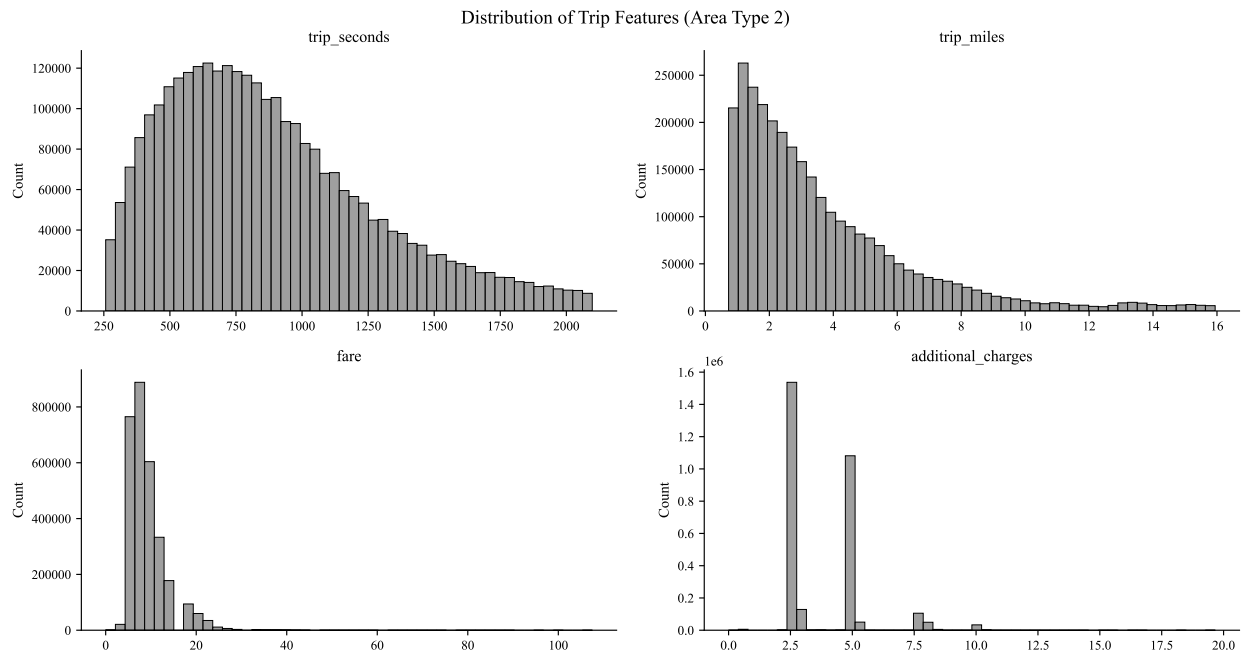 Distribution of Trip Features (Area Type 2)
trip_seconds
Count
120000
100000
80000
60000
40000
20000
0
250 500 750 1000 1250 1500 1750 2000
trip_miles
Count
250000
200000
150000
100000
50000
0
0 2 4 6 8 10 12 14 16
fare
Count
800000
600000
400000
200000
0
0 20 40 60 80 100
additional_charges
1e6
Count
1.6
1.4
1.2
1.0
0.8
0.6
0.4
0.2
0.0
0.0 2.5 5.0 7.5 10.0 12.5 15.0 17.5 20.0